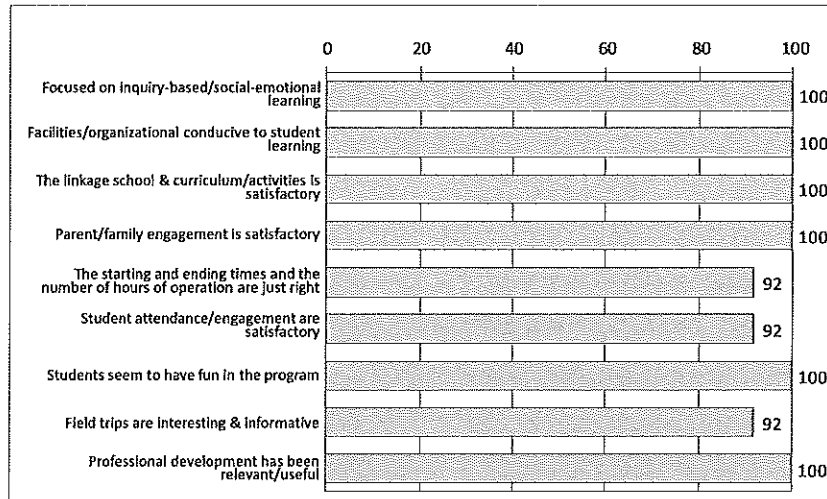 0 20 40 60 80 100
Focused on inquiry-based/social-emotional
learning
100
Facilities/organizational conducive to student
learning
100
The linkage school & curriculum/activities is
satisfactory
100
Parent/family engagement is satisfactory
100
The starting and ending times and the
number of hours of operation are just right
92
Student attendance/engagement are
satisfactory
92
Students seem to have fun in the program
100
Field trips are interesting & informative
92
Professional development has been
relevant/useful
100